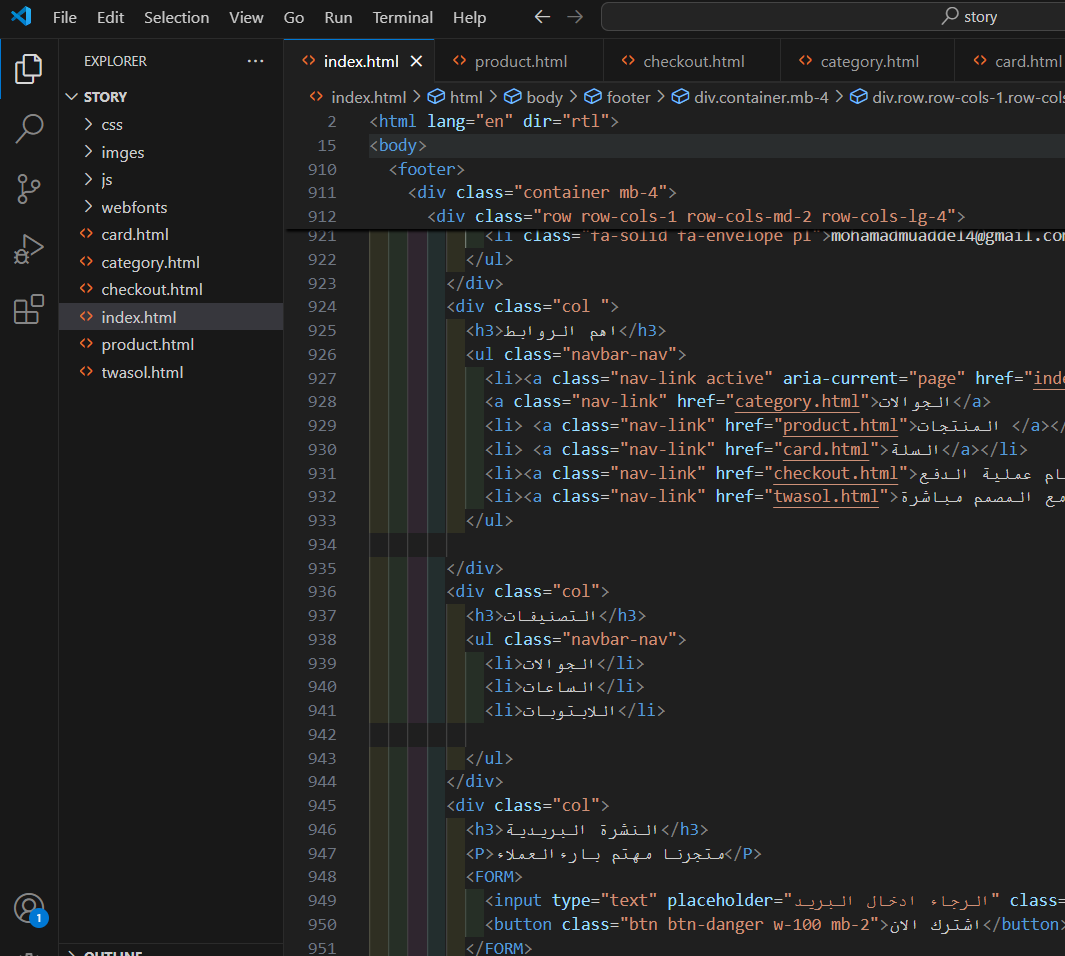 File Edit Selection View Go Run Terminal Help story
EXPLORER ···
index.html product.html checkout.html category.html card.html
STORY
css
imges
js
webfonts
card.html
category.html
checkout.html
index.html
product.html
twasol.html
1
OUTLINE
index.html > html > body > footer > div.container.mb-4 > div.row.row-cols-1.row-cols
2 <html lang="en" dir="rtl">
15 <body>
910 <footer>
911 <div class="container mb-4">
912 <div class="row row-cols-1 row-cols-md-2 row-cols-lg-4">
921 <li class="fa-solid fa-envelope pl">mohamadmuaddel4@gmail.com
922 </ul>
923 </div>
924 <div class="col ">
925 <h3>اهم الروابط</h3>
926 <ul class="navbar-nav">
927 <li><a class="nav-link active" aria-current="page" href="inde
928 <a class="nav-link" href="category.html">الجوالات</a>
929 <li> <a class="nav-link" href="product.html">المنتجات </a></
930 <li> <a class="nav-link" href="card.html">السلة</a></li>
931 <li><a class="nav-link" href="checkout.html">ام عملية الدفع
932 <li><a class="nav-link" href="twasol.html">مع المصمم مباشرة
933 </ul>
934
935 </div>
936 <div class="col">
937 <h3>التصنيفات</h3>
938 <ul class="navbar-nav">
939 <li>الجوالات</li>
940 <li>الساعات</li>
941 <li>اللابتوبات</li>
942
943 </ul>
944 </div>
945 <div class="col">
946 <h3>النشرة البريدية</h3>
947 <P>متجرنا مهتم بارء العملاء</P>
948 <FORM>
949 <input type="text" placeholder="الرجاء ادخال البريد" class=
950 <button class="btn btn-danger w-100 mb-2">اشترك الان</button>
951 </FORM>